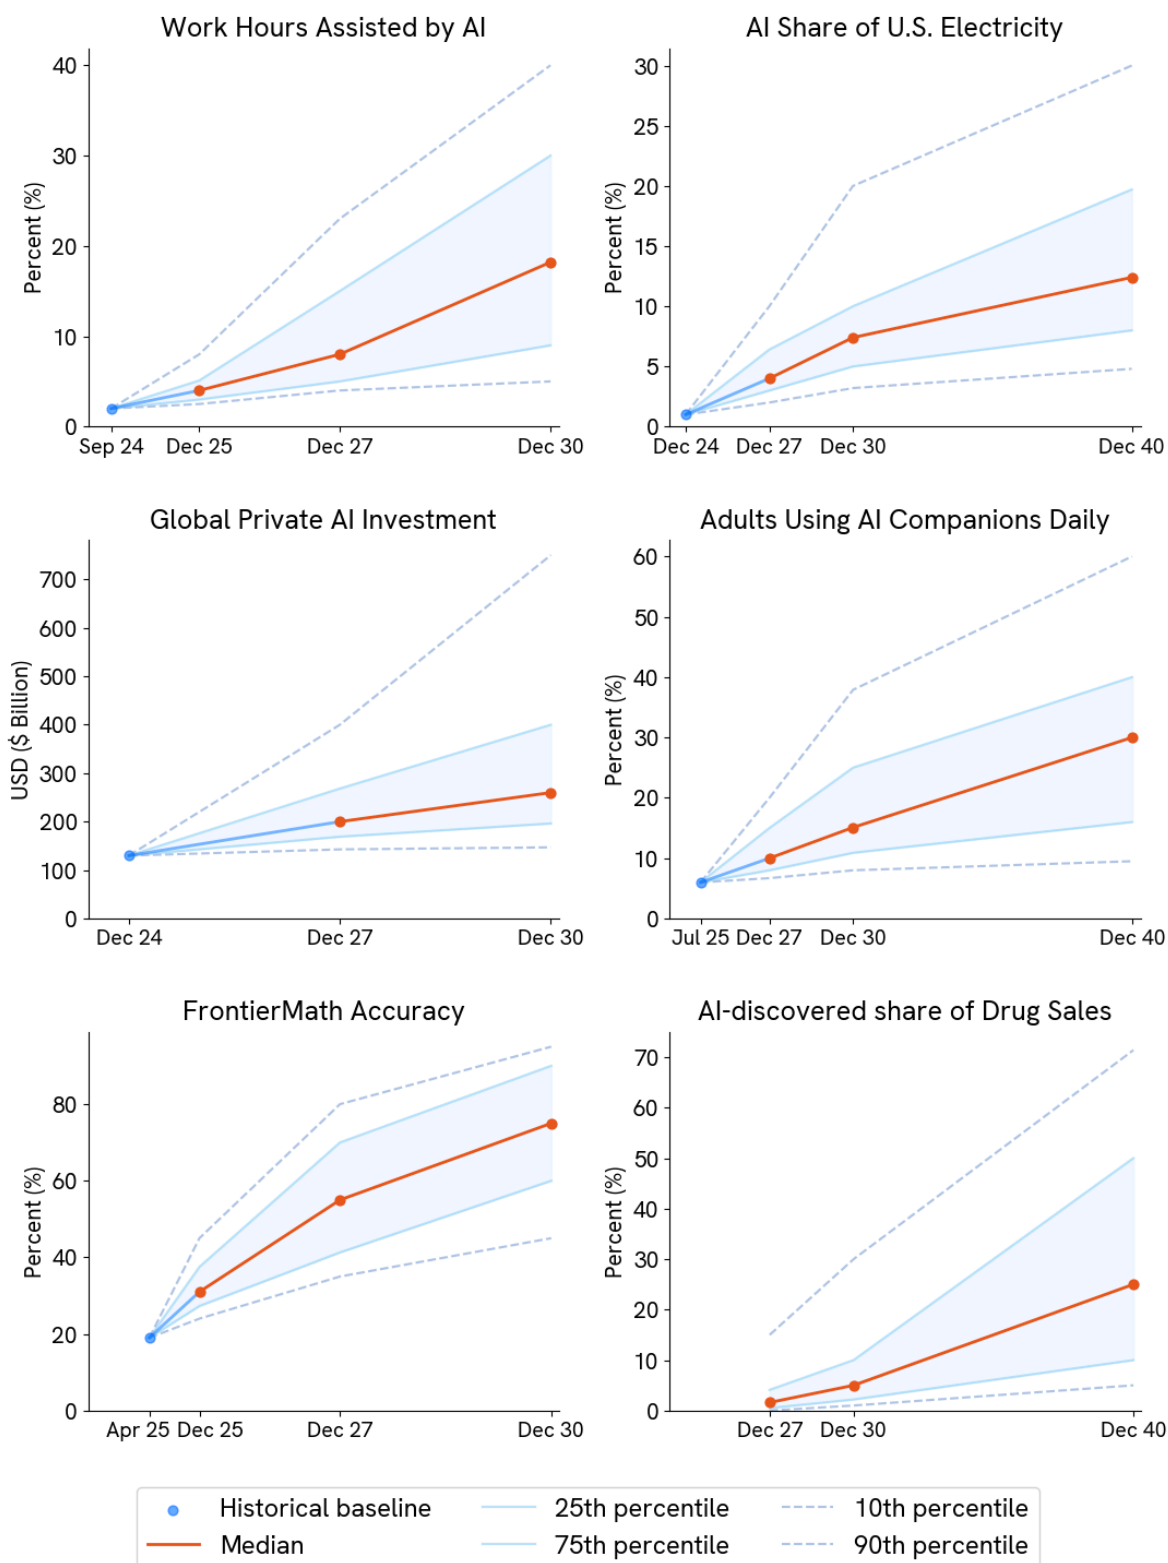 Work Hours Assisted by AI
Percent (%)
40
30
20
10
0
Sep 24 Dec 25 Dec 27 Dec 30
AI Share of U.S. Electricity
Percent (%)
30
25
20
15
10
5
0
Dec 24 Dec 27 Dec 30 Dec 40
Global Private AI Investment
USD ($ Billion)
700
600
500
400
300
200
100
0
Dec 24 Dec 27 Dec 30
Adults Using AI Companions Daily
Percent (%)
60
50
40
30
20
10
0
Jul 25 Dec 27 Dec 30 Dec 40
FrontierMath Accuracy
Percent (%)
80
60
40
20
0
Apr 25 Dec 25 Dec 27 Dec 30
AI-discovered share of Drug Sales
Percent (%)
70
60
50
40
30
20
10
0
Dec 27 Dec 30 Dec 40
Historical baseline 25th percentile 10th percentile
Median 75th percentile 90th percentile